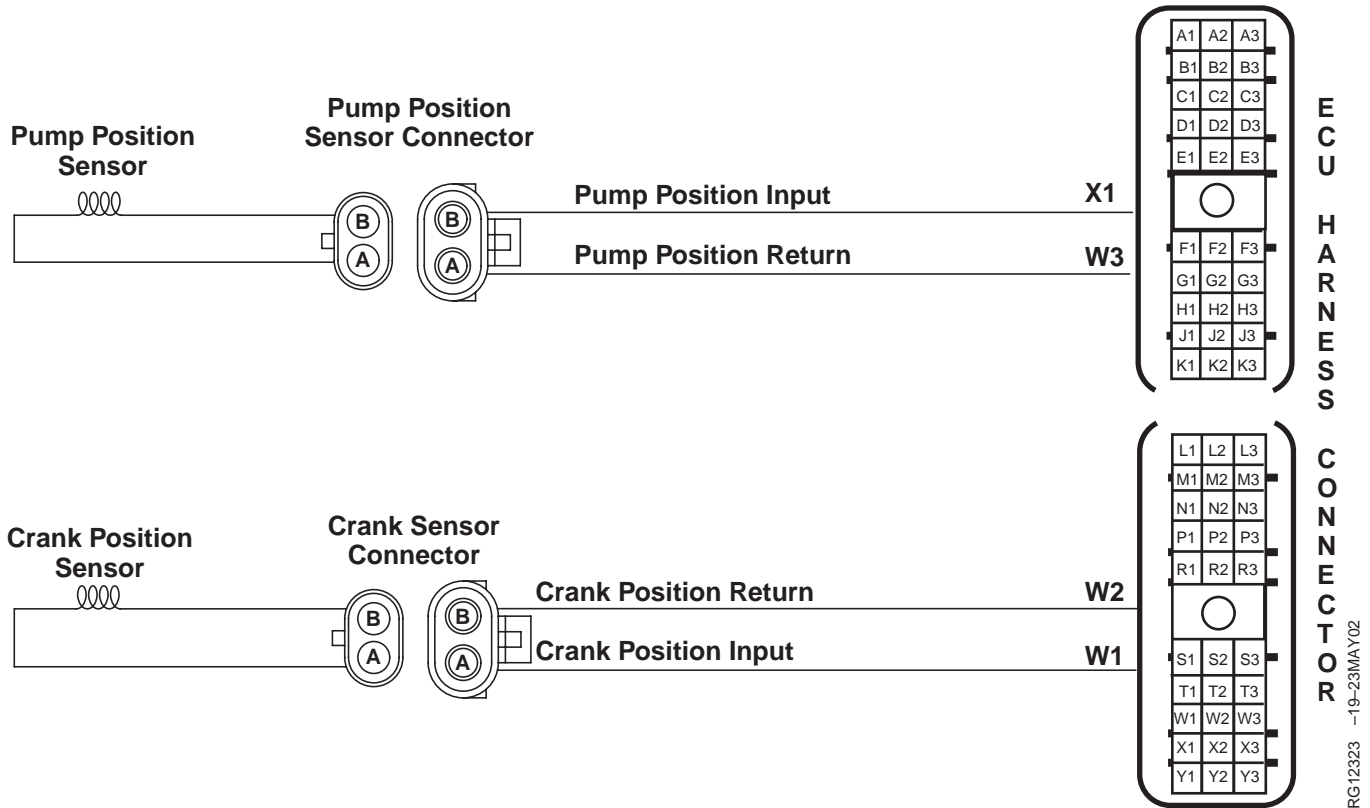 Pump Position
Sensor
Pump Position
Sensor Connector
B
A
B
A
Pump Position Input
X1
Pump Position Return
W3
A1 A2 A3
B1 B2 B3
C1 C2 C3
D1 D2 D3
E1 E2 E3
F1 F2 F3
G1 G2 G3
H1 H2 H3
J1 J2 J3
K1 K2 K3
Crank Position
Sensor
Crank Sensor
Connector
B
A
B
A
Crank Position Return
W2
Crank Position Input
W1
L1 L2 L3
M1 M2 M3
N1 N2 N3
P1 P2 P3
R1 R2 R3
S1 S2 S3
T1 T2 T3
W1 W2 W3
X1 X2 X3
Y1 Y2 Y3
ECU HARNESS CONNECTOR
RG12323 –19–23MAY02